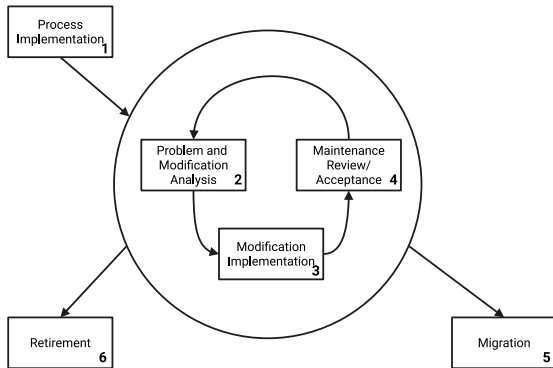 Process
Implementation
1
Problem and
Modification
Analysis
2
Maintenance
Review/
Acceptance
4
Modification
Implementation
3
Retirement
6
Migration
5